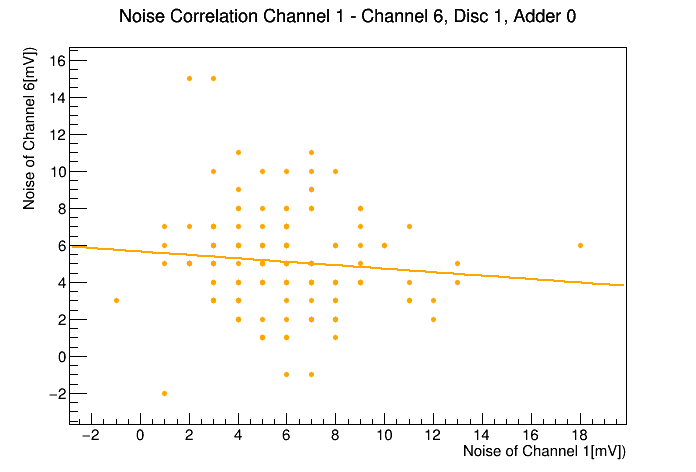 Noise Correlation Channel 1 - Channel 6, Disc 1, Adder 0
Noise of Channel 6[mV])
16
14
12
10
8
6
4
2
0
−2
−2 0 2 4 6 8 10 12 14 16 18
Noise of Channel 1[mV])